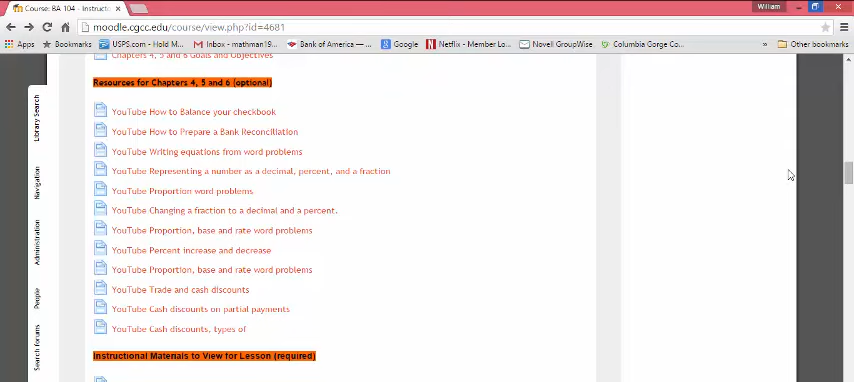 William
Course: BA 104 - Instructo
moodle.cgcc.edu/course/view.php?id=4681
Apps Bookmarks USPS.com - Hold M... Inbox - mathman19... Bank of America — ... Google Netflix - Member Lo... Novell GroupWise Columbia Gorge Co... » Other bookmarks
Chapters 4, 5 and 6 Goals and Objectives
Resources for Chapters 4, 5 and 6 (optional)
YouTube How to Balance your checkbook
YouTube How to Prepare a Bank Reconciliation
YouTube Writing equations from word problems
YouTube Representing a number as a decimal, percent, and a fraction
YouTube Proportion word problems
YouTube Changing a fraction to a decimal and a percent.
YouTube Proportion, base and rate word problems
YouTube Percent increase and decrease
YouTube Proportion, base and rate word problems
YouTube Trade and cash discounts
YouTube Cash discounts on partial payments
YouTube Cash discounts, types of
Instructional Materials to View for Lesson (required)
Library Search
Navigation
Administration
People
Search forums